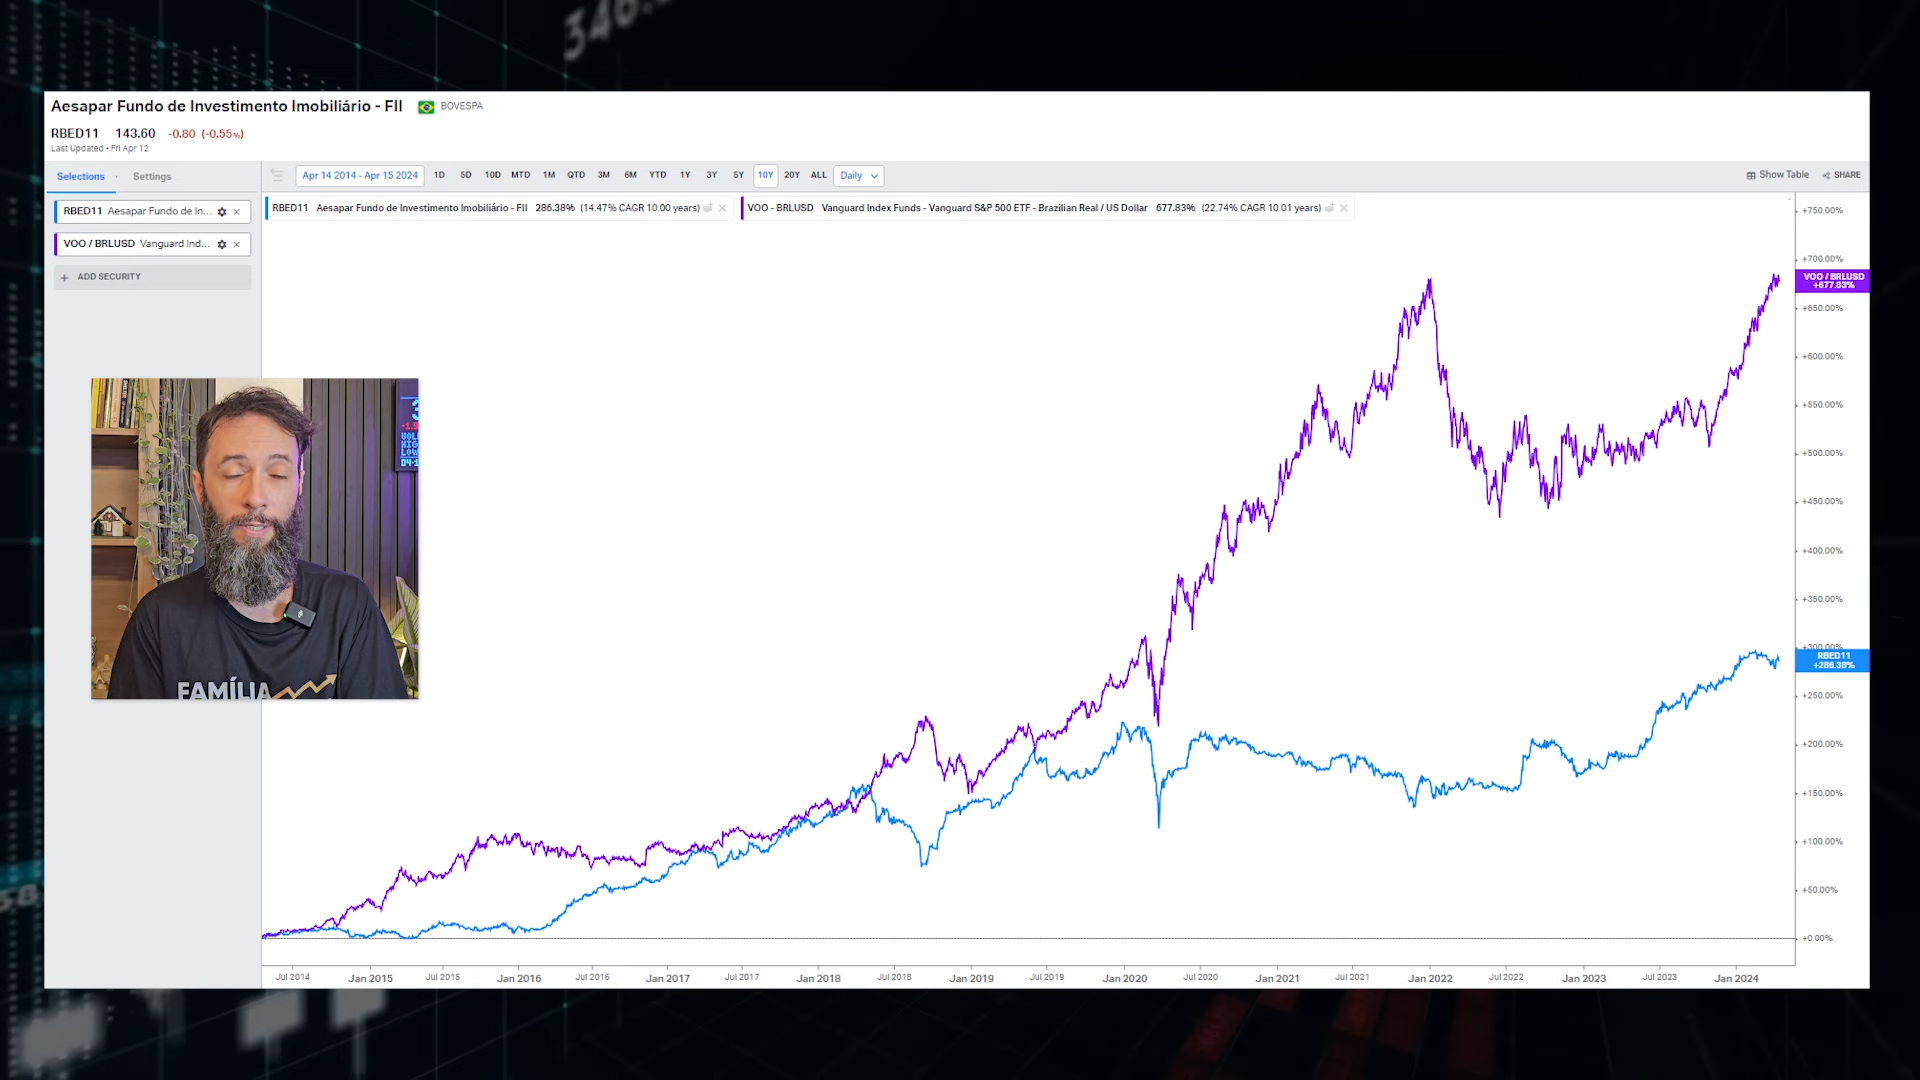 346.
Aesapar Fundo de Investimento Imobiliário - FII BOVESPA
RBED11 143.60 -0.80 (-0.55%)
Last Updated • Fri Apr 12
Selections · Settings
Apr 14 2014 - Apr 15 2024 1D 5D 10D MTD 1M QTD 3M 6M YTD 1Y 3Y 5Y 10Y 20Y ALL Daily
Show Table SHARE
RBED11 Aesapar Fundo de In...
VOO / BRLUSD Vanguard Ind...
+ ADD SECURITY
RBED11 Aesapar Fundo de Investimento Imobiliário - FII 286.38% (14.47% CAGR 10.00 years)
VOO - BRLUSD Vanguard Index Funds - Vanguard S&P 500 ETF - Brazilian Real / US Dollar 677.83% (22.74% CAGR 10.01 years)
+750.00%
+700.00%
VOO / BRLUSD
+677.83%
+650.00%
+600.00%
+550.00%
+500.00%
+450.00%
+400.00%
+350.00%
+300.00%
RBED11
+286.38%
+250.00%
+200.00%
+150.00%
+100.00%
+50.00%
+0.00%
Jul 2014 Jan 2015 Jul 2015 Jan 2016 Jul 2016 Jan 2017 Jul 2017 Jan 2018 Jul 2018 Jan 2019 Jul 2019 Jan 2020 Jul 2020 Jan 2021 Jul 2021 Jan 2022 Jul 2022 Jan 2023 Jul 2023 Jan 2024
FAMÍLIA